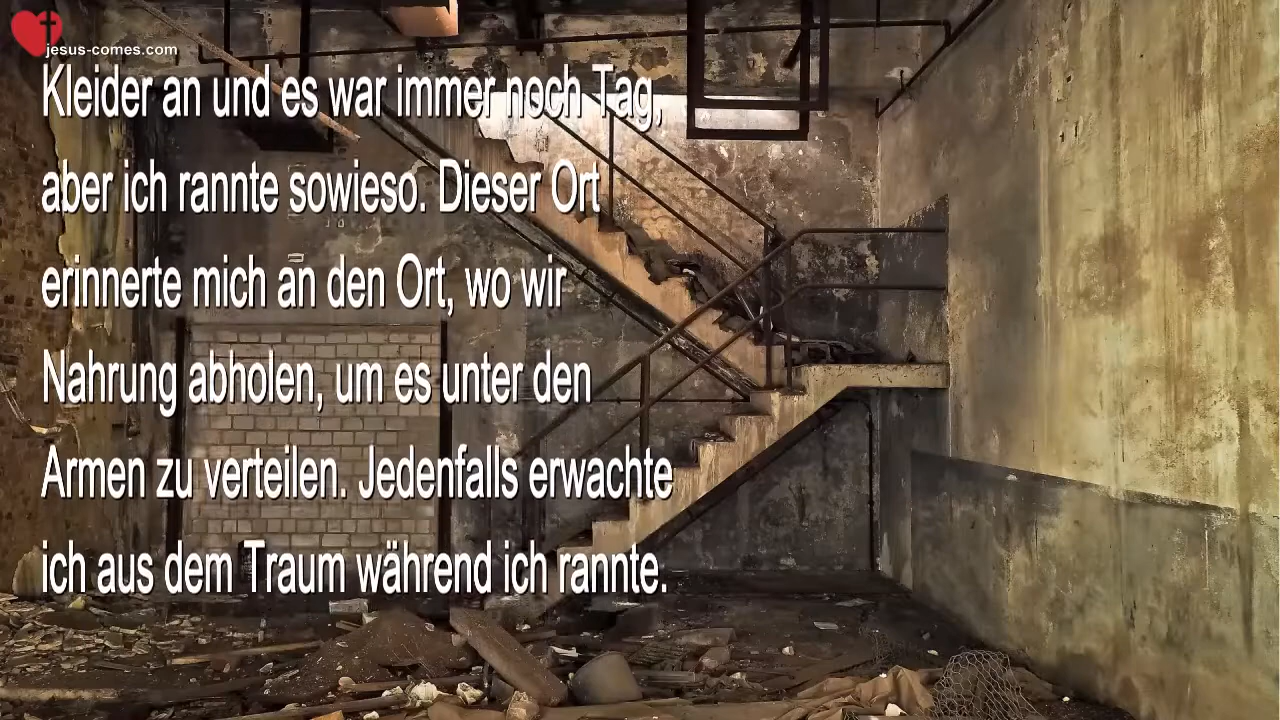 jesus-comes.com
Kleider an und es war immer noch Tag,
aber ich rannte sowieso. Dieser Ort
erinnerte mich an den Ort, wo wir
Nahrung abholen, um es unter den
Armen zu verteilen. Jedenfalls erwachte
ich aus dem Traum während ich rannte.